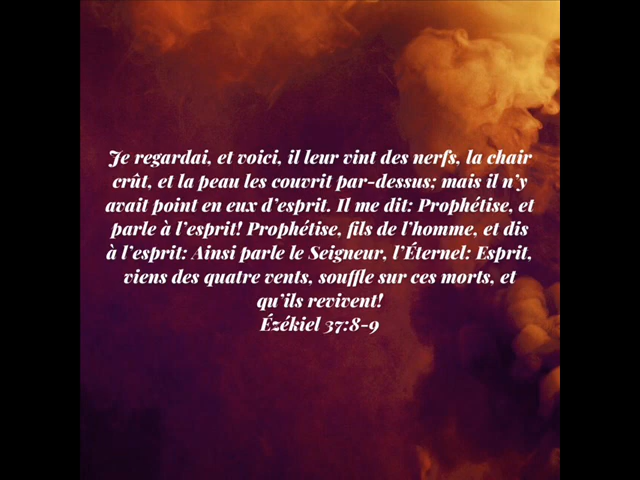 Je regardai, et voici, il leur vint des nerfs, la chair
crût, et la peau les couvrit par-dessus; mais il n’y
avait point en eux d’esprit. Il me dit: Prophétise, et
parle à l’esprit! Prophétise, fils de l’homme, et dis
à l’esprit: Ainsi parle le Seigneur, l’Éternel: Esprit,
viens des quatre vents, souffle sur ces morts, et
qu’ils revivent!
Ézékiel 37:8-9